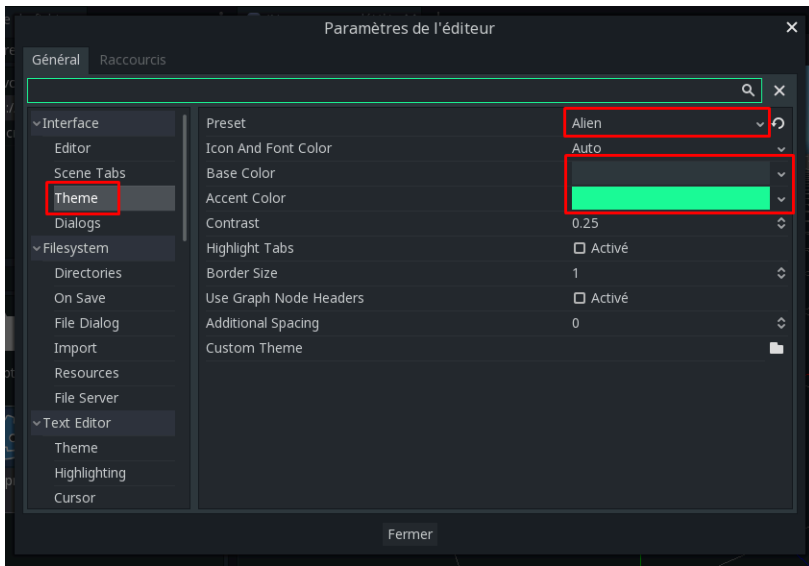 Paramètres de l'éditeur
Général Raccourcis
Interface
Editor
Scene Tabs
Theme
Dialogs
Filesystem
Directories
On Save
File Dialog
Import
Resources
File Server
Text Editor
Theme
Highlighting
Cursor
Preset Alien
Icon And Font Color Auto
Base Color
Accent Color
Contrast 0.25
Highlight Tabs Activé
Border Size 1
Use Graph Node Headers Activé
Additional Spacing 0
Custom Theme
Fermer